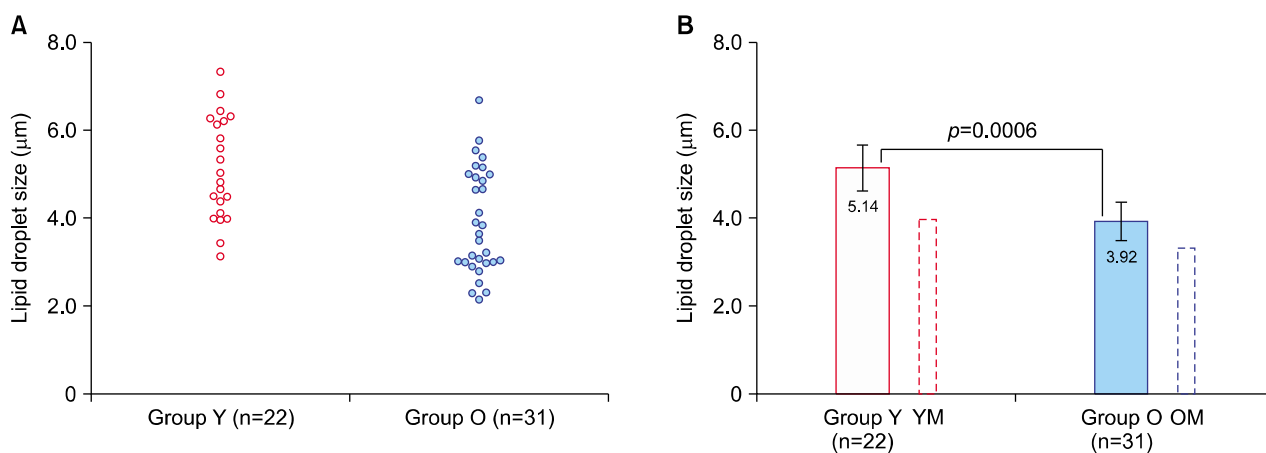 A
8.0
6.0
4.0
2.0
0
Lipid droplet size (μm)
Group Y (n=22)
Group O (n=31)
B
8.0
6.0
4.0
2.0
0
Lipid droplet size (μm)
p=0.0006
5.14
3.92
Group Y YM
(n=22)
Group O OM
(n=31)